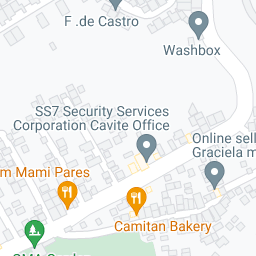 F .de Castro
Washbox
SS7 Security Services
Corporation Cavite Office
Online sell
Graciela m
m Mami Pares
Camitan Bakery